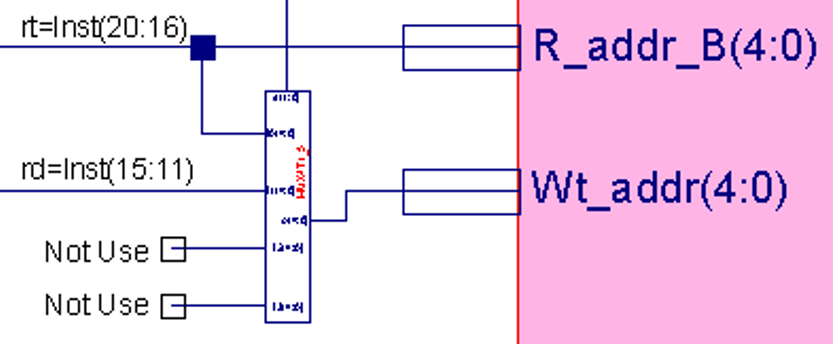 rt=Inst(20:16)
R_addr_B(4:0)
rd=Inst(15:11)
Wt_addr(4:0)
Not Use
Not Use